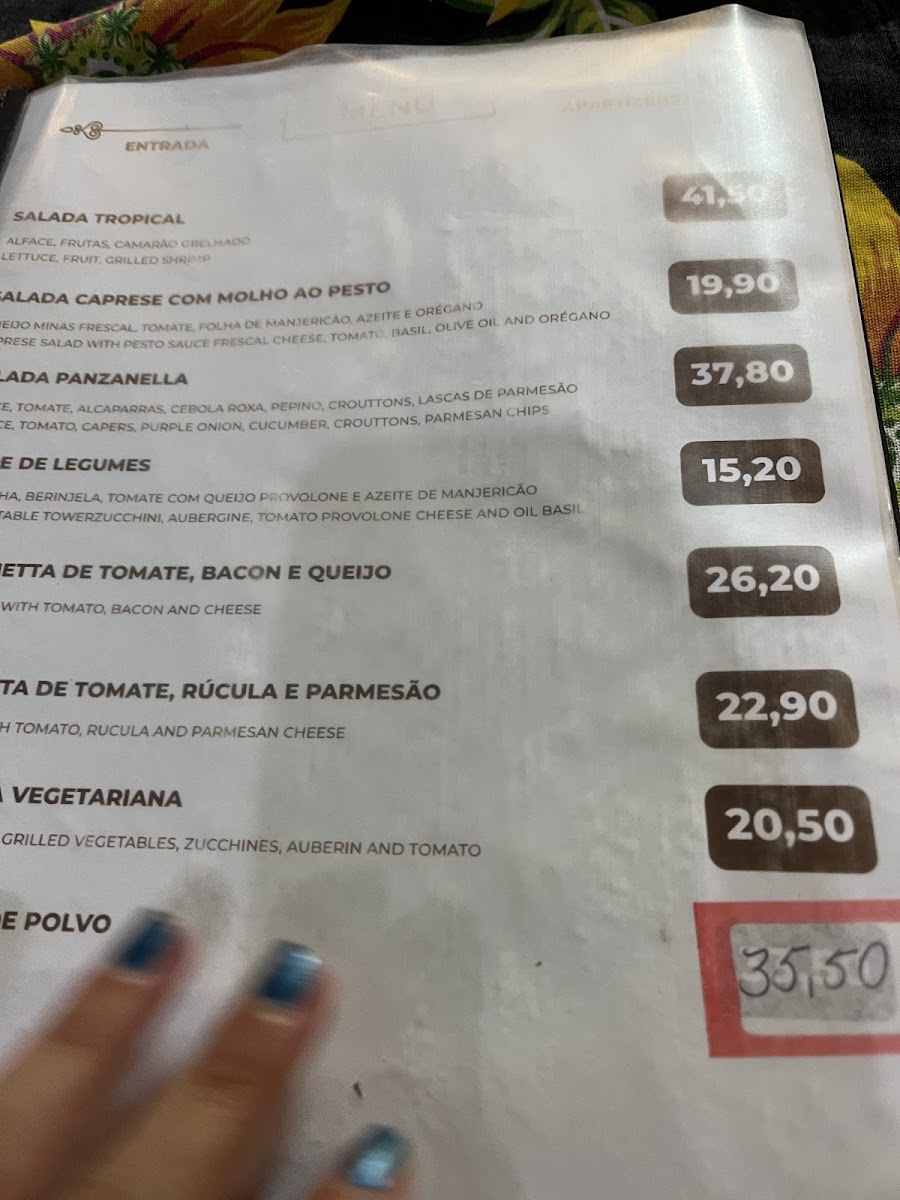 MENU
ENTRADA
SALADA TROPICAL
41,50
ALFACE, FRUTAS, CAMARÃO GRELHADO
LETTUCE, FRUIT, GRILLED SHRIMP
SALADA CAPRESE COM MOLHO AO PESTO
19,90
EIJO MINAS FRESCAL, TOMATE, FOLHA DE MANJERICÃO, AZEITE E ORÉGANO
PRESE SALAD WITH PESTO SAUCE FRESCAL CHEESE, TOMATO, BASIL, OLIVE OIL AND ORÉGANO
LADA PANZANELLA
37,80
CE, TOMATE, ALCAPARRAS, CEBOLA ROXA, PEPINO, CROUTTONS, LASCAS DE PARMESÃO
CE, TOMATO, CAPERS, PURPLE ONION, CUCUMBER, CROUTTONS, PARMESAN CHIPS
E DE LEGUMES
15,20
HA, BERINJELA, TOMATE COM QUEIJO PROVOLONE E AZEITE DE MANJERICÃO
TABLE TOWERZUCCHINI, AUBERGINE, TOMATO PROVOLONE CHEESE AND OIL BASIL
ETTA DE TOMATE, BACON E QUEIJO
26,20
WITH TOMATO, BACON AND CHEESE
TA DE TOMATE, RÚCULA E PARMESÃO
22,90
H TOMATO, RUCULA AND PARMESAN CHEESE
A VEGETARIANA
20,50
GRILLED VEGETABLES, ZUCCHINES, AUBERIN AND TOMATO
DE POLVO
35,50